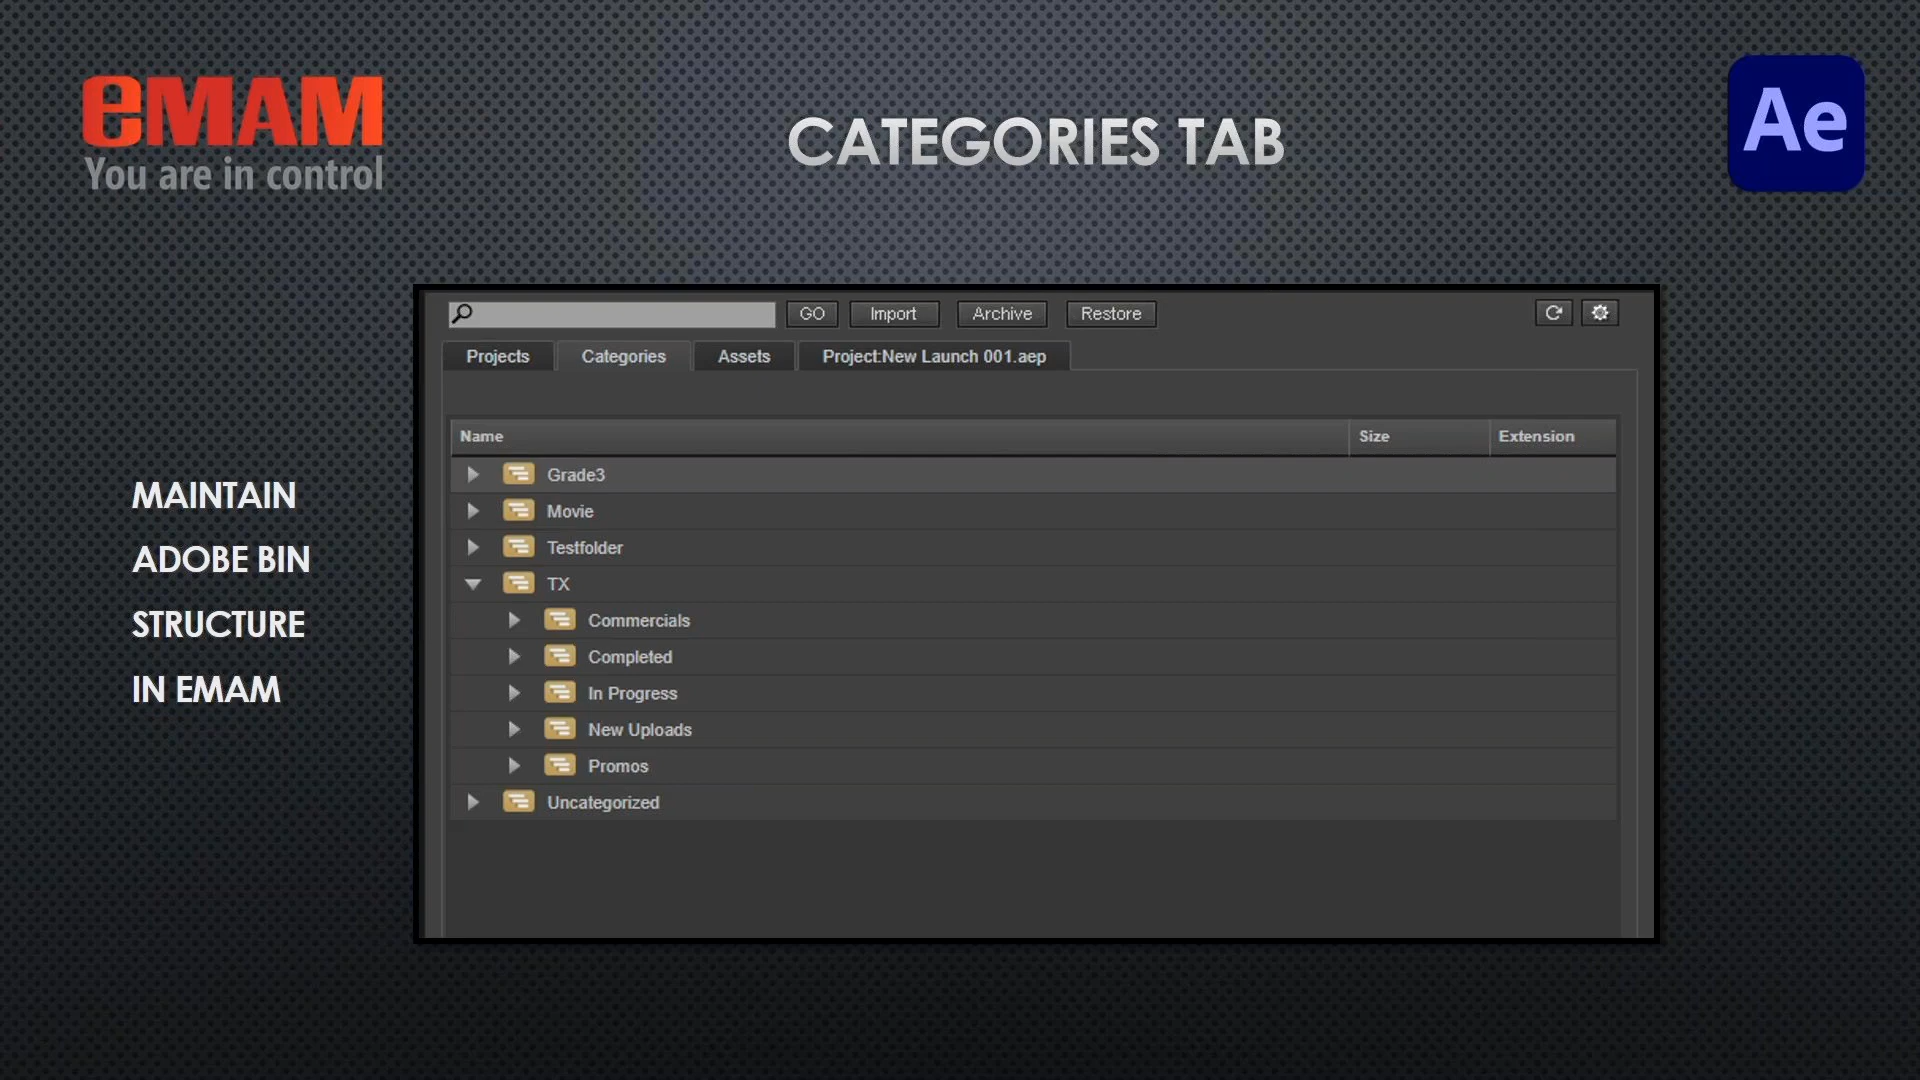 eMAM
You are in control
CATEGORIES TAB
Ae
MAINTAIN
ADOBE BIN
STRUCTURE
IN EMAM
GO Import Archive Restore
Projects Categories Assets Project:New Launch 001.aep
Name Size Extension
Grade3
Movie
Testfolder
TX
Commercials
Completed
In Progress
New Uploads
Promos
Uncategorized